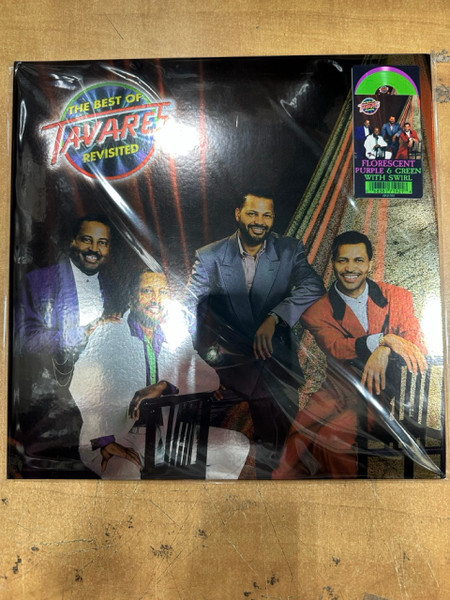 THE BEST OF
TAVARES
REVISITED
FLORESCENT
PURPLE & GREEN
WITH SWIRL